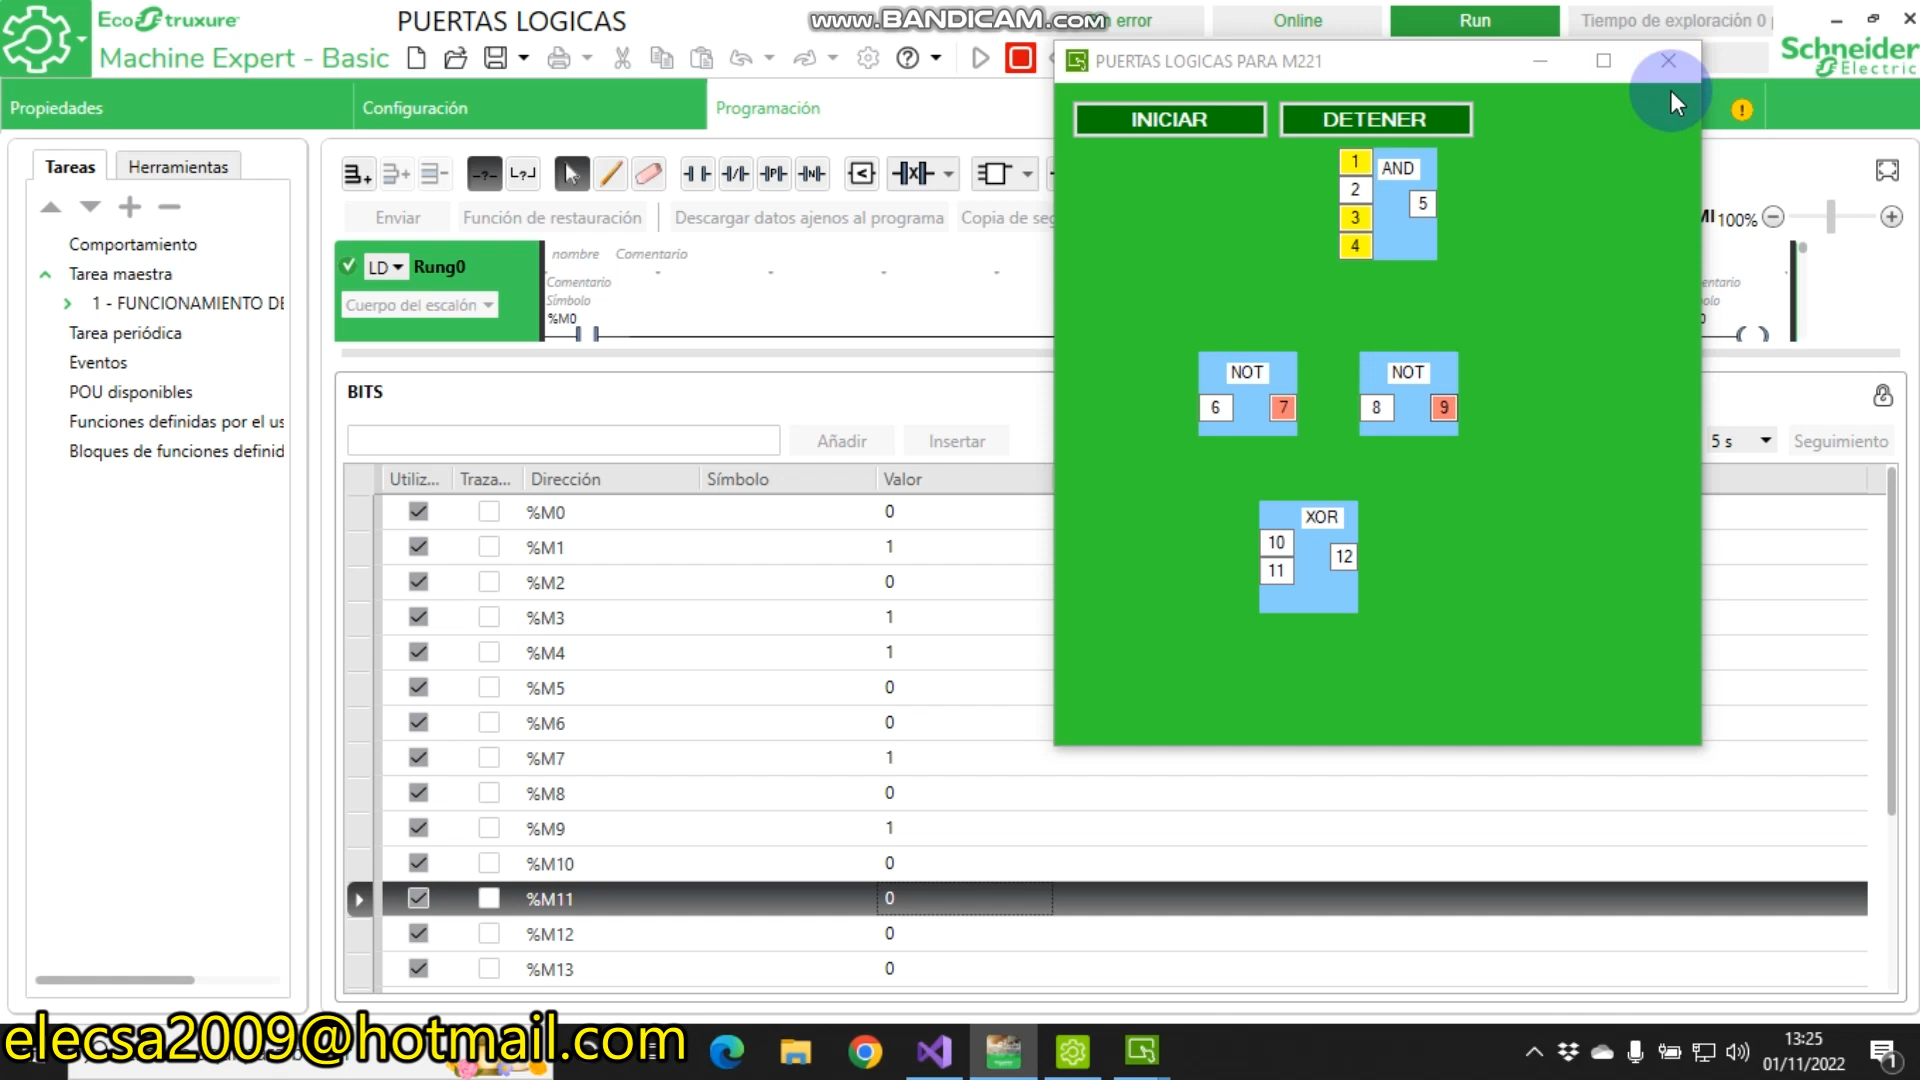 EcoStruxure
Machine Expert - Basic
PUERTAS LOGICAS
www.BANDICAM.com
error
Online
Run
Tiempo de exploración 0
Schneider
Electric
Propiedades
Configuración
Programación
PUERTAS LOGICAS PARA M221
INICIAR
DETENER
1
2
3
4
AND
5
NOT
6
7
NOT
8
9
XOR
10
11
12
Tareas
Herramientas
Comportamiento
Tarea maestra
1 - FUNCIONAMIENTO DE
Tarea periódica
Eventos
POU disponibles
Funciones definidas por el us
Bloques de funciones definid
Enviar
Función de restauración
Descargar datos ajenos al programa
Copia de seg
100%
LD
Rung0
Cuerpo del escalón
nombre
Comentario
Comentario
Símbolo
%M0
entario
olo
BITS
Añadir
Insertar
5 s
Seguimiento
Utiliz...
Traza...
Dirección
Símbolo
Valor
%M0 0
%M1 1
%M2 0
%M3 1
%M4 1
%M5 0
%M6 0
%M7 1
%M8 0
%M9 1
%M10 0
%M11 0
%M12 0
%M13 0
elecsa2009@hotmail.com
13:25
01/11/2022
1